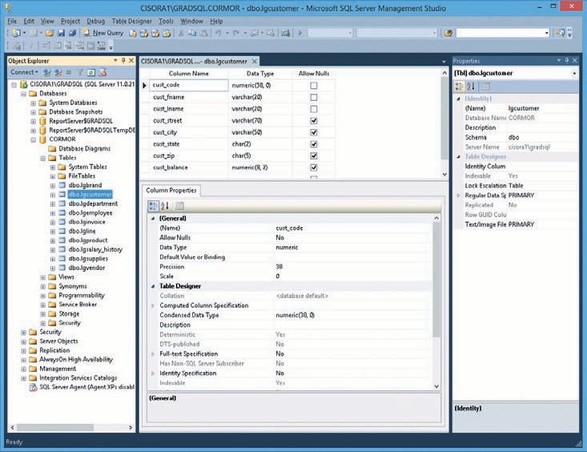 CISORA1\GRADSQL.CORMOR - dbo.lgcustomer - Microsoft SQL Server Management Studio
File Edit View Project Debug Table Designer Tools Window Help
New Query
Object Explorer
Connect
CISORA1\GRADSQL (SQL Server 11.0.21
Databases
System Databases
Database Snapshots
ReportServer$GRADSQL
ReportServer$GRADSQLTempDB
CORMOR
Database Diagrams
Tables
System Tables
FileTables
dbo.lgbrand
dbo.lgcustomer
dbo.lgdepartment
dbo.lgemployee
dbo.lginvoice
dbo.lgline
dbo.lgproduct
dbo.lgsalary_history
dbo.lgsupplies
dbo.lgvendor
Views
Synonyms
Programmability
Service Broker
Storage
Security
Security
Server Objects
Replication
AlwaysOn High Availability
Management
Integration Services Catalogs
SQL Server Agent (Agent XPs disabl
CISORA1\GRADSQL.... - dbo.lgcustomer
Column Name Data Type Allow Nulls
cust_code numeric(38, 0)
cust_fname varchar(20)
cust_lname varchar(20)
cust_street varchar(70)
cust_city varchar(50)
cust_state char(2)
cust_zip char(5)
cust_balance numeric(8, 2)
Column Properties
(General)
(Name) cust_code
Allow Nulls No
Data Type numeric
Default Value or Binding
Precision 38
Scale 0
Table Designer
Collation <database default>
Computed Column Specification
Condensed Data Type numeric(38, 0)
Description
Deterministic Yes
DTS-published No
Full-text Specification No
Has Non-SQL Server Subscriber No
Identity Specification No
Indexable Yes
(General)
Properties
[Tbl] dbo.lgcustomer
(Identity)
(Name) lgcustomer
Database Name CORMOR
Description
Schema dbo
Server Name cisora1\gradsql
Table Designer
Identity Colum
Indexable Yes
Lock Escalation Table
Regular Data Sp PRIMARY
Replicated No
Row GUID Colu
Text/Image File PRIMARY
(Identity)
Ready